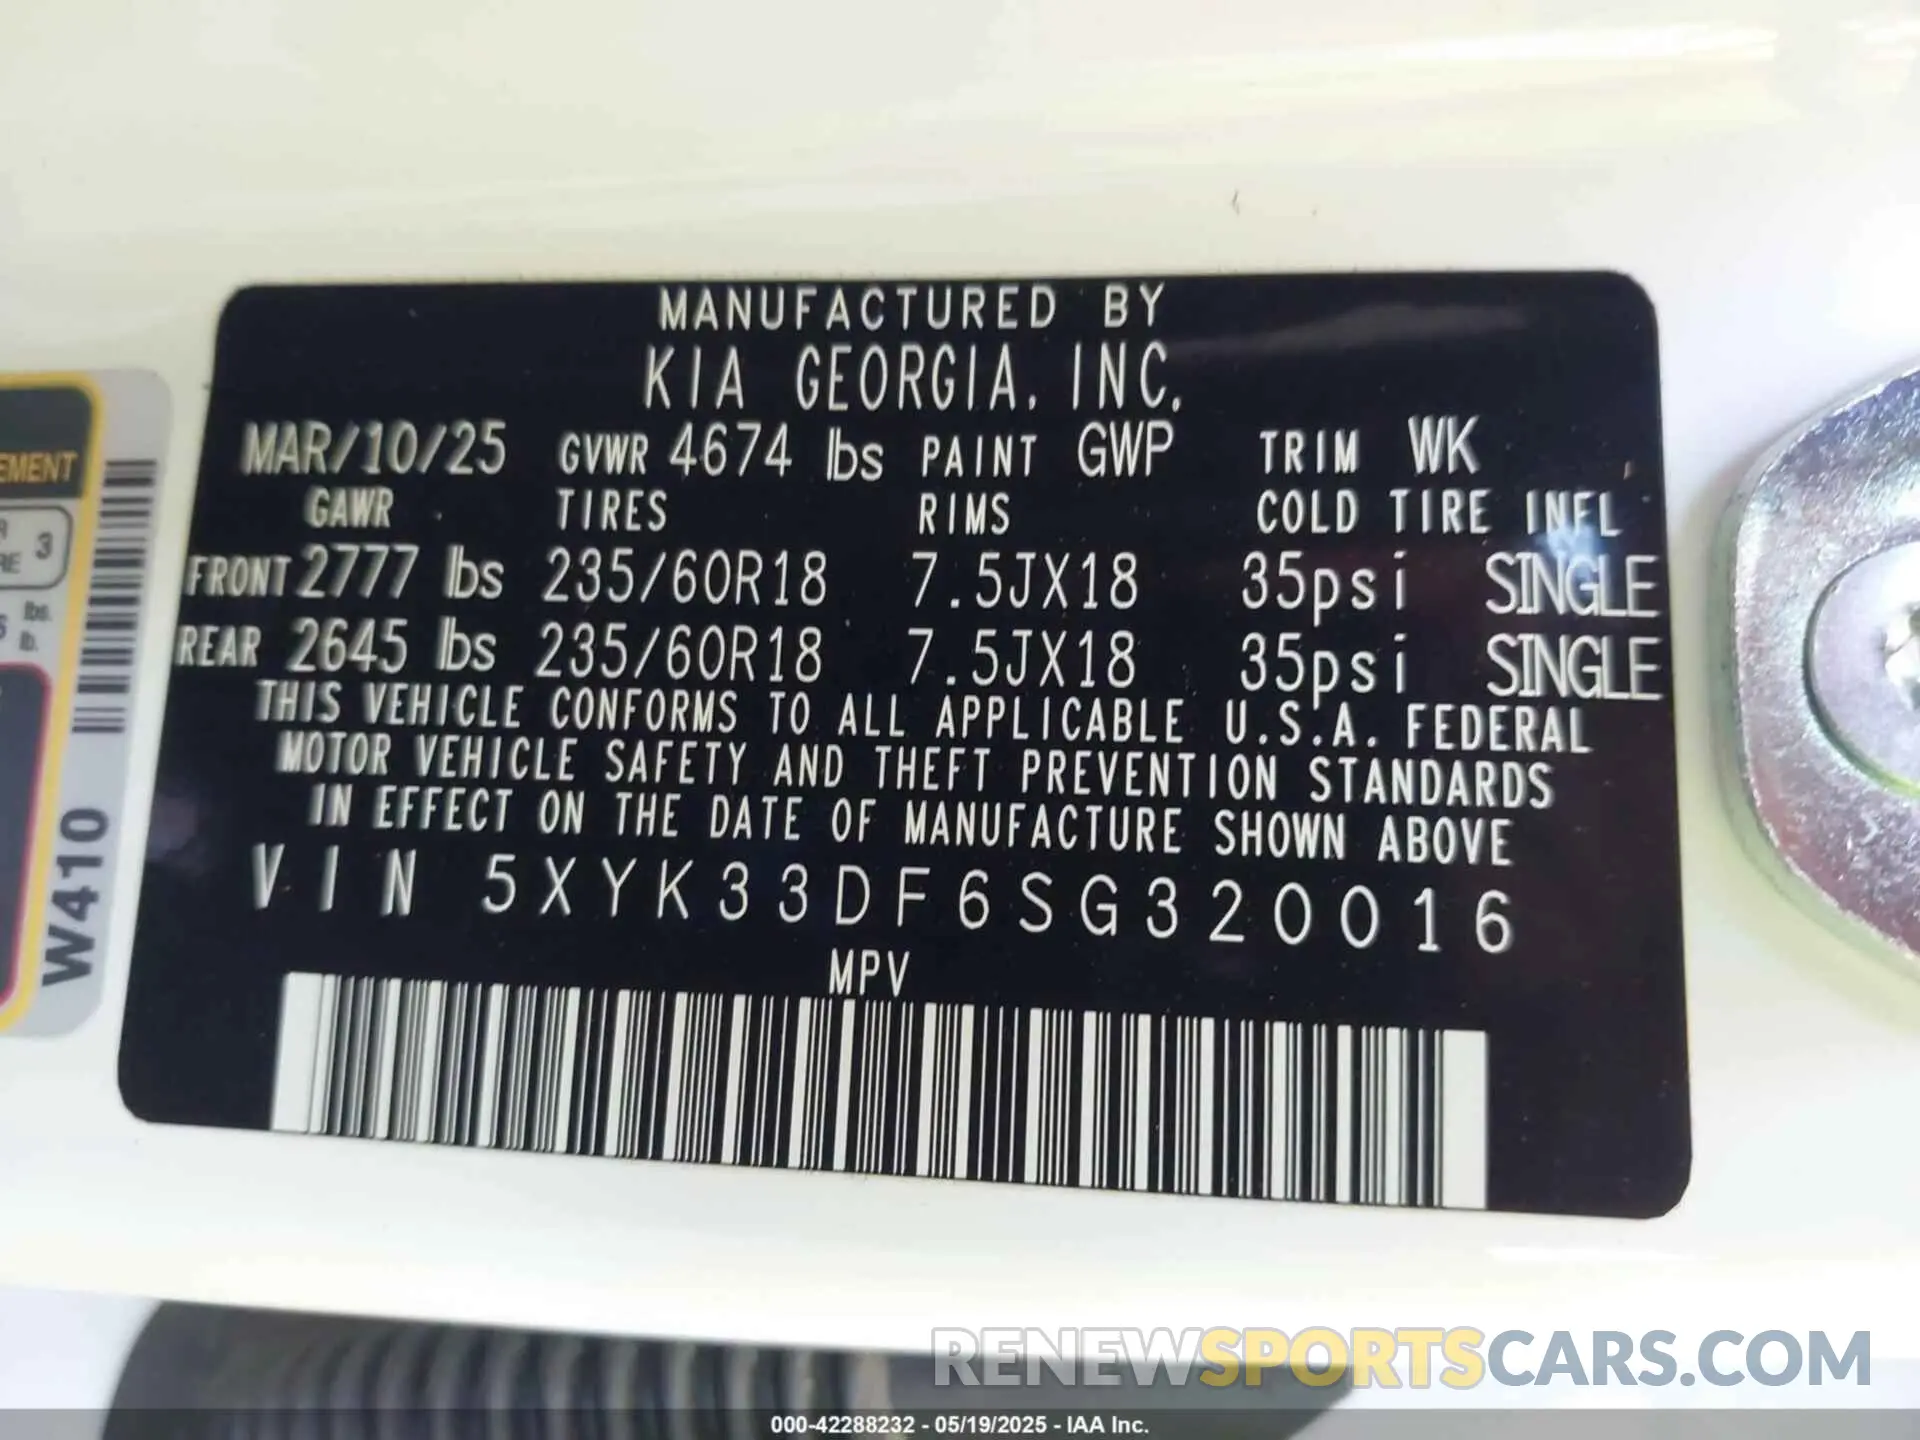 MANUFACTURED BY
KIA GEORGIA, INC.
MAR/10/25 GVWR 4674 lbs PAINT GWP TRIM WK
GAWR TIRES RIMS COLD TIRE INFL
FRONT 2777 lbs 235/60R18 7.5JX18 35psi SINGLE
REAR 2645 lbs 235/60R18 7.5JX18 35psi SINGLE
THIS VEHICLE CONFORMS TO ALL APPLICABLE U.S.A. FEDERAL
MOTOR VEHICLE SAFETY AND THEFT PREVENTION STANDARDS
IN EFFECT ON THE DATE OF MANUFACTURE SHOWN ABOVE
VIN 5XYK33DF6SG320016
MPV
3
lbs.
lb.
W410
RENEWSPORTSCARS.COM
000-42288232 - 05/19/2025 - IAA Inc.